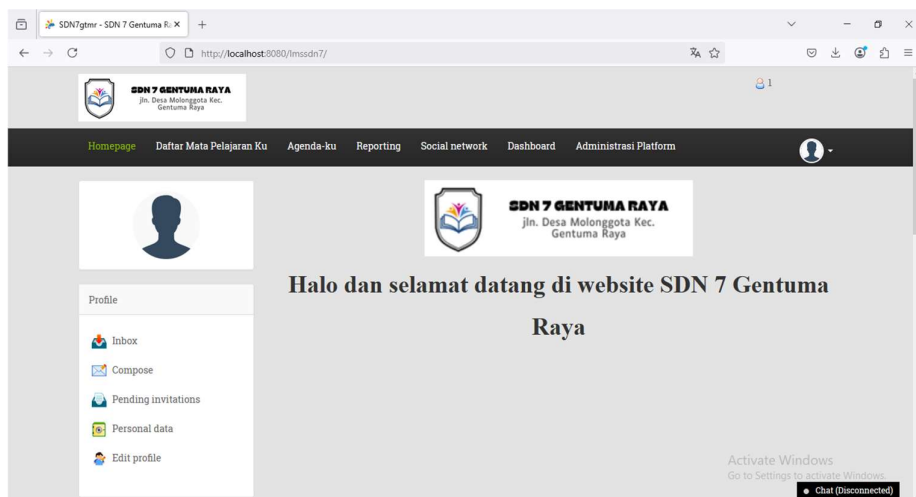 SDN7gtmr - SDN 7 Gentuma Ra
http://localhost:8080/lmssdn7/
SDN 7 GENTUMA RAYA
jln. Desa Molonggota Kec.
Gentuma Raya
1
Homepage Daftar Mata Pelajaran Ku Agenda-ku Reporting Social network Dashboard Administrasi Platform
SDN 7 GENTUMA RAYA
jln. Desa Molonggota Kec.
Gentuma Raya
Halo dan selamat datang di website SDN 7 Gentuma
Raya
Profile
Inbox
Compose
Pending invitations
Personal data
Edit profile
Activate Windows
Go to Settings to activate Windows.
Chat (Disconnected)